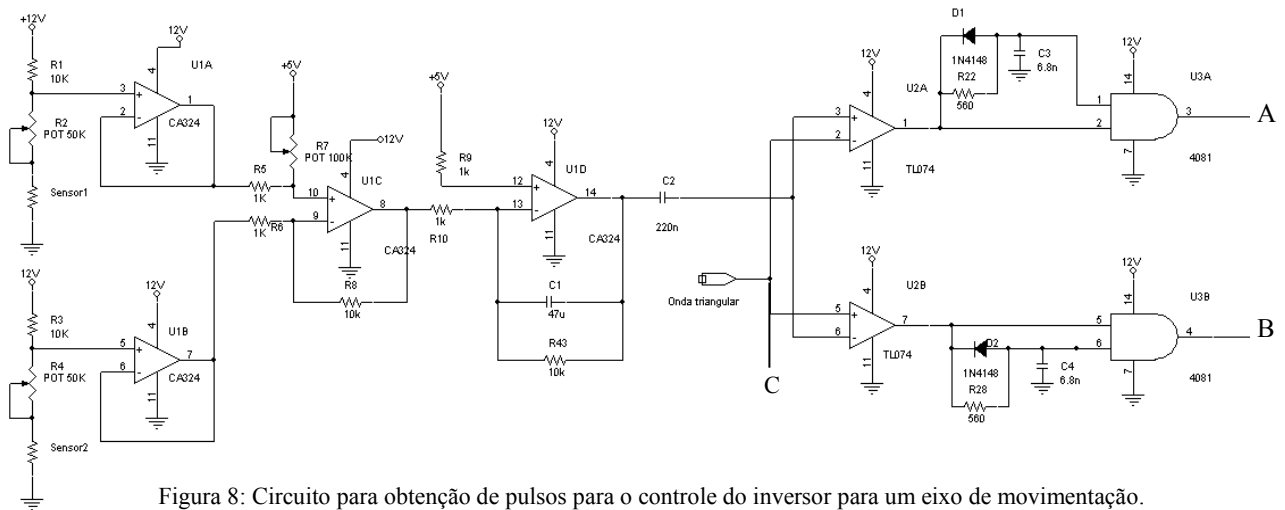 +12V
R1
10K
R2
POT 50K
Sensor1
12V
4
U1A
3
+
2
-
1
11
CA324
12V
R3
10K
R4
POT 50K
Sensor2
12V
4
U1B
5
+
6
-
7
11
CA324
+5V
R7
POT 100K
R5
1K
R6
1K
12V
4
U1C
10
+
9
-
8
11
CA324
R8
10k
+5V
R9
1k
R10
1k
12V
4
U1D
12
+
13
-
14
11
CA324
C1
47u
R43
10k
C2
220n
Onda triangular
C
12V
4
U2A
3
+
2
-
1
11
TL074
D1
1N4148
R22
560
C3
6.8n
12V
14
U3A
1
2
3
7
4081
A
12V
4
U2B
5
+
6
-
7
11
TL074
D2
1N4148
R28
560
C4
6.8n
12V
14
U3B
5
6
4
7
4081
B
Figura 8: Circuito para obtenção de pulsos para o controle do inversor para um eixo de movimentação.